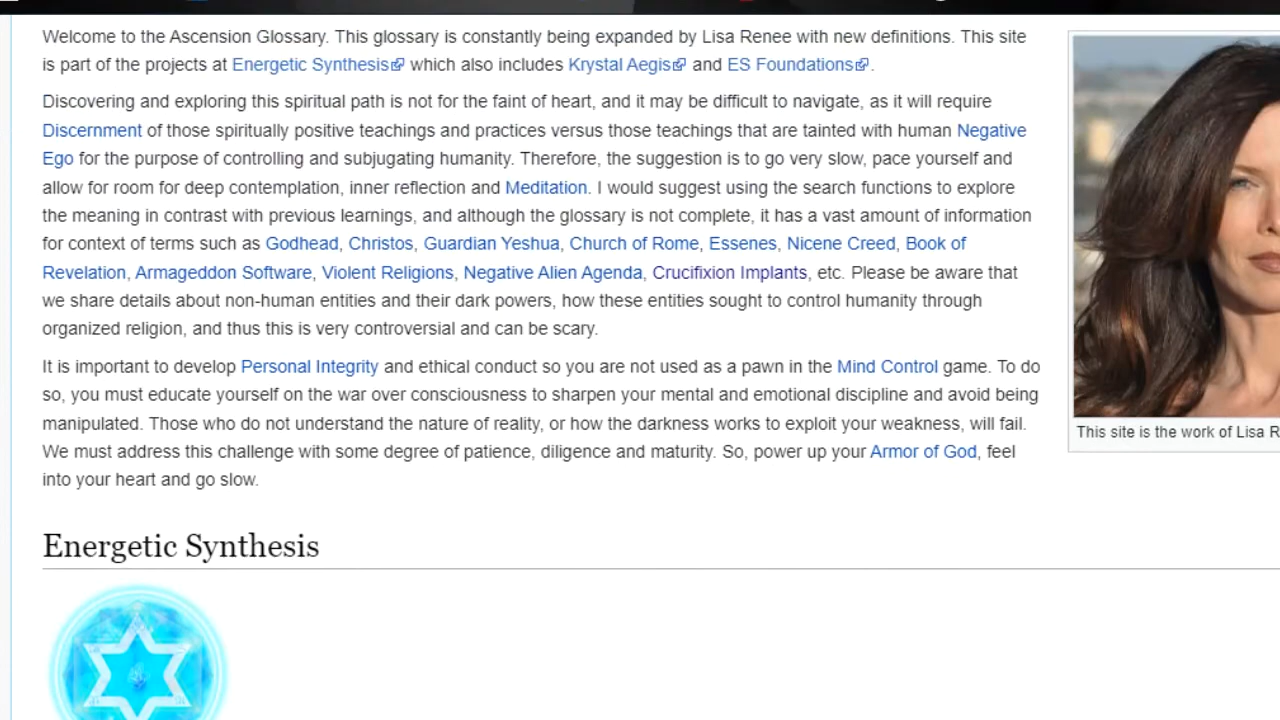 Welcome to the Ascension Glossary. This glossary is constantly being expanded by Lisa Renee with new definitions. This site
is part of the projects at Energetic Synthesis which also includes Krystal Aegis and ES Foundations.
Discovering and exploring this spiritual path is not for the faint of heart, and it may be difficult to navigate, as it will require
Discernment of those spiritually positive teachings and practices versus those teachings that are tainted with human Negative
Ego for the purpose of controlling and subjugating humanity. Therefore, the suggestion is to go very slow, pace yourself and
allow for room for deep contemplation, inner reflection and Meditation. I would suggest using the search functions to explore
the meaning in contrast with previous learnings, and although the glossary is not complete, it has a vast amount of information
for context of terms such as Godhead, Christos, Guardian Yeshua, Church of Rome, Essenes, Nicene Creed, Book of
Revelation, Armageddon Software, Violent Religions, Negative Alien Agenda, Crucifixion Implants, etc. Please be aware that
we share details about non-human entities and their dark powers, how these entities sought to control humanity through
organized religion, and thus this is very controversial and can be scary.
It is important to develop Personal Integrity and ethical conduct so you are not used as a pawn in the Mind Control game. To do
so, you must educate yourself on the war over consciousness to sharpen your mental and emotional discipline and avoid being
manipulated. Those who do not understand the nature of reality, or how the darkness works to exploit your weakness, will fail.
We must address this challenge with some degree of patience, diligence and maturity. So, power up your Armor of God, feel
into your heart and go slow.
This site is the work of Lisa R
Energetic Synthesis